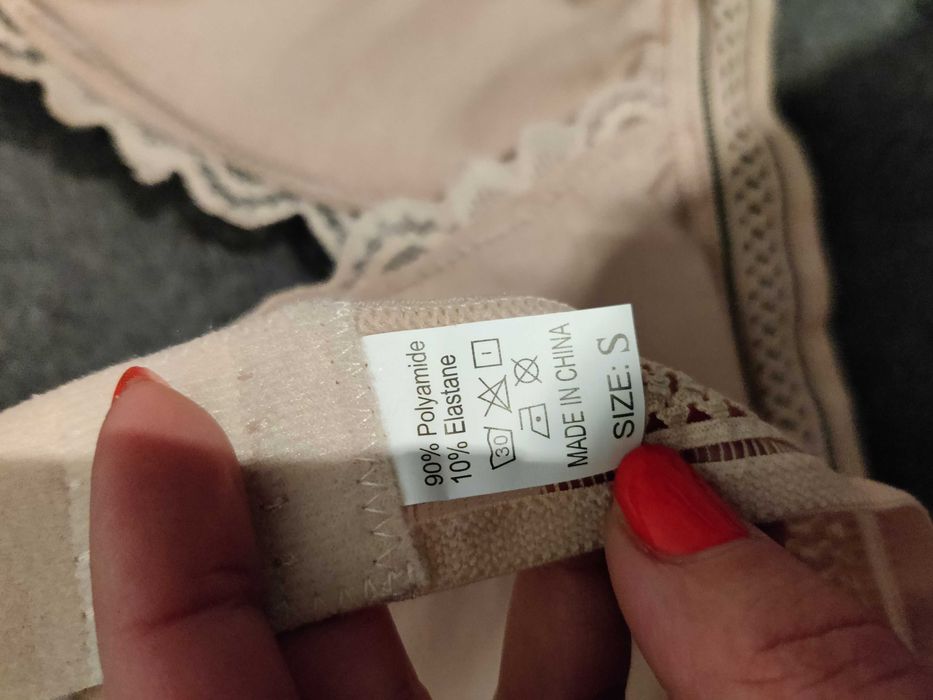 90% Polyamide
10% Elastane
30
MADE IN CHINA
SIZE: S